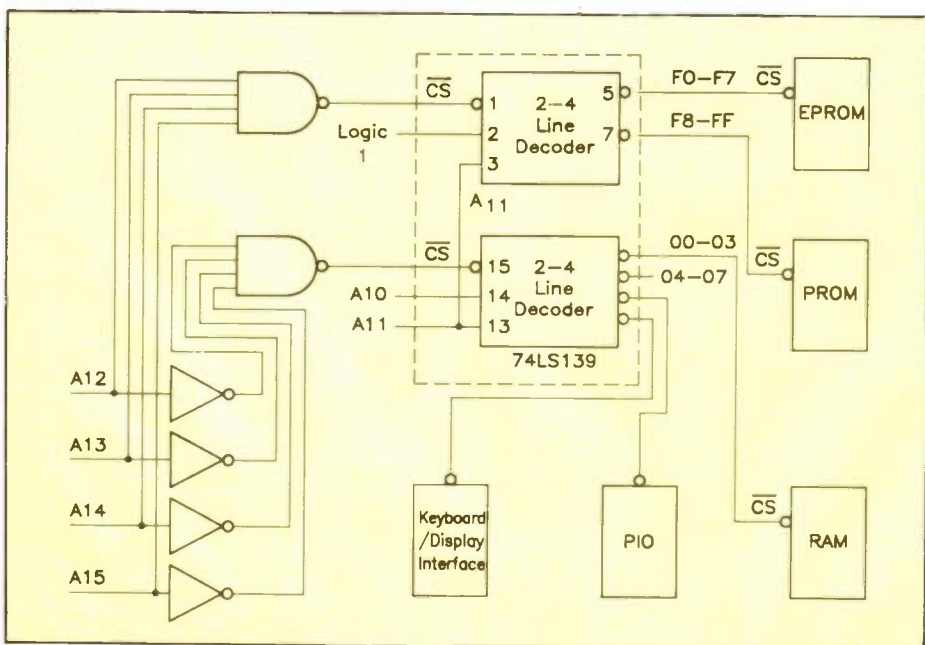 CS
1
2
3
2-4
Line
Decoder
5
7
F0-F7
F8-FF
CS
EPROM
Logic
1
A11
CS
15
14
13
2-4
Line
Decoder
00-03
04-07
CS
PROM
A10
A11
74LS139
A12
A13
A14
A15
Keyboard
/Display
Interface
PIO
CS
RAM